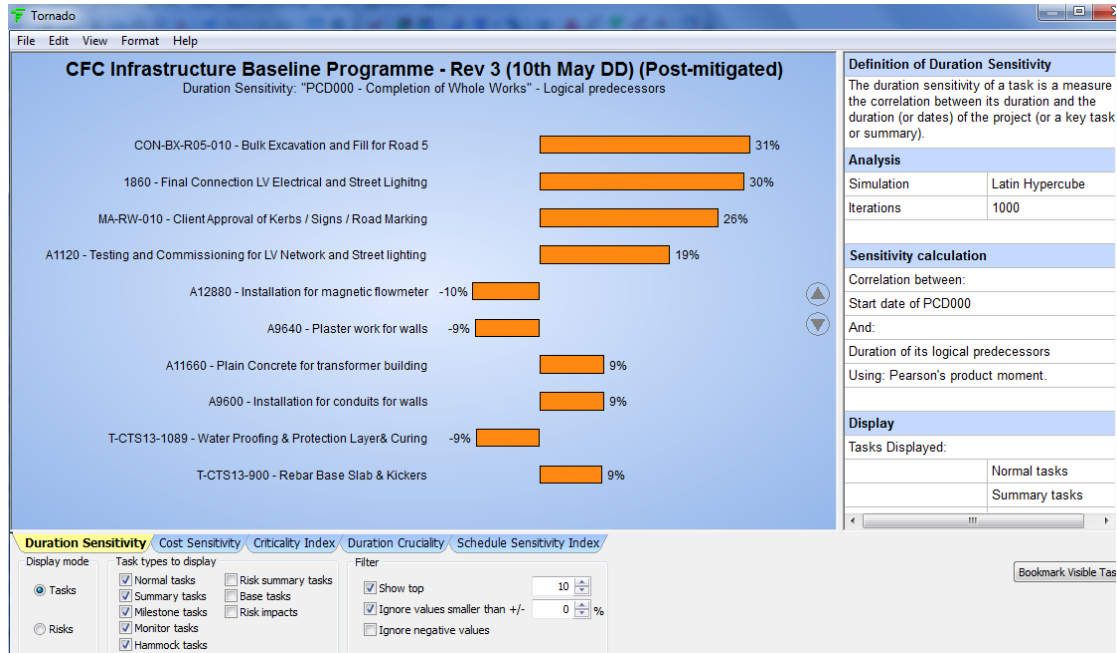 Tornado
File Edit View Format Help
CFC Infrastructure Baseline Programme - Rev 3 (10th May DD) (Post-mitigated)
Duration Sensitivity: "PCD000 - Completion of Whole Works" - Logical predecessors
CON-BX-R05-010 - Bulk Excavation and Fill for Road 5 31%
1860 - Final Connection LV Electrical and Street Lighitng 30%
MA-RW-010 - Client Approval of Kerbs / Signs / Road Marking 26%
A1120 - Testing and Commissioning for LV Network and Street lighting 19%
A12880 - Installation for magnetic flowmeter -10%
A9640 - Plaster work for walls -9%
A11660 - Plain Concrete for transformer building 9%
A9600 - Installation for conduits for walls 9%
T-CTS13-1089 - Water Proofing & Protection Layer& Curing -9%
T-CTS13-900 - Rebar Base Slab & Kickers 9%
Definition of Duration Sensitivity
The duration sensitivity of a task is a measure
the correlation between its duration and the
duration (or dates) of the project (or a key task
or summary).
Analysis
Simulation Latin Hypercube
Iterations 1000
Sensitivity calculation
Correlation between:
Start date of PCD000
And:
Duration of its logical predecessors
Using: Pearson's product moment.
Display
Tasks Displayed:
Normal tasks
Summary tasks
Duration Sensitivity Cost Sensitivity Criticality Index Duration Cruciality Schedule Sensitivity Index
Display mode
Tasks
Risks
Task types to display
Normal tasks Risk summary tasks
Summary tasks Base tasks
Milestone tasks Risk impacts
Monitor tasks
Hammock tasks
Filter
Show top 10
Ignore values smaller than +/- 0 %
Ignore negative values
Bookmark Visible Tas